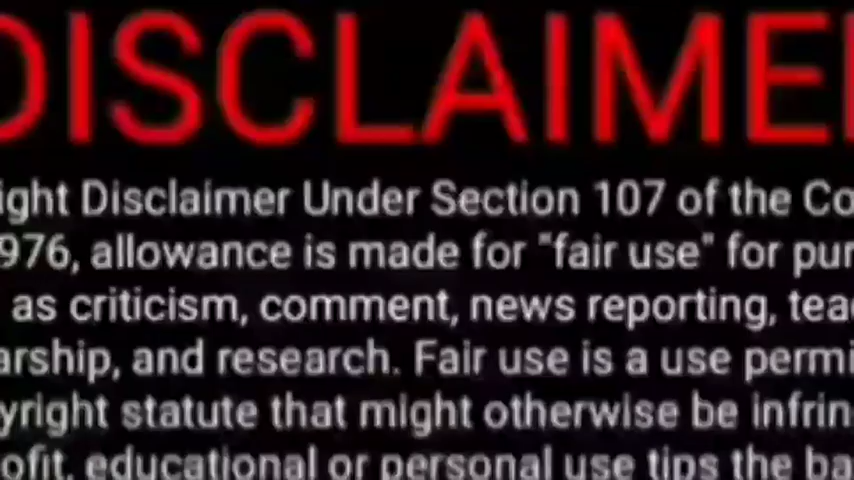 DISCLAIMER
ight Disclaimer Under Section 107 of the Co
976, allowance is made for "fair use" for pur
as criticism, comment, news reporting, tea
arship, and research. Fair use is a use permi
yright statute that might otherwise be infrin
ofit, educational or personal use tips the ba